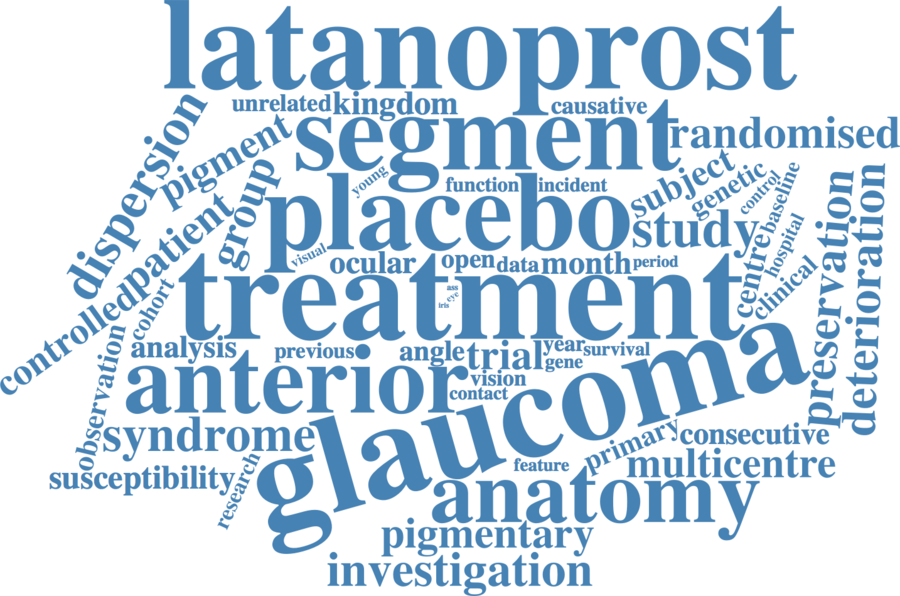 latanoprost
unrelated
kingdom
causative
segment
randomised
dispersion
pigment
young
function
incident
subject
genetic
control
baseline
group
placebo
study
patient
visual
ocular
open
data
month
period
centre
hospital
clinical
preservation
deterioration
controlled
cohort
treatment
ass
eye
iris
observation
analysis
previous
angle
trial
year
survival
gene
anterior
vision
contact
glaucoma
syndrome
primary
consecutive
susceptibility
research
feature
multicentre
anatomy
pigmentary
investigation